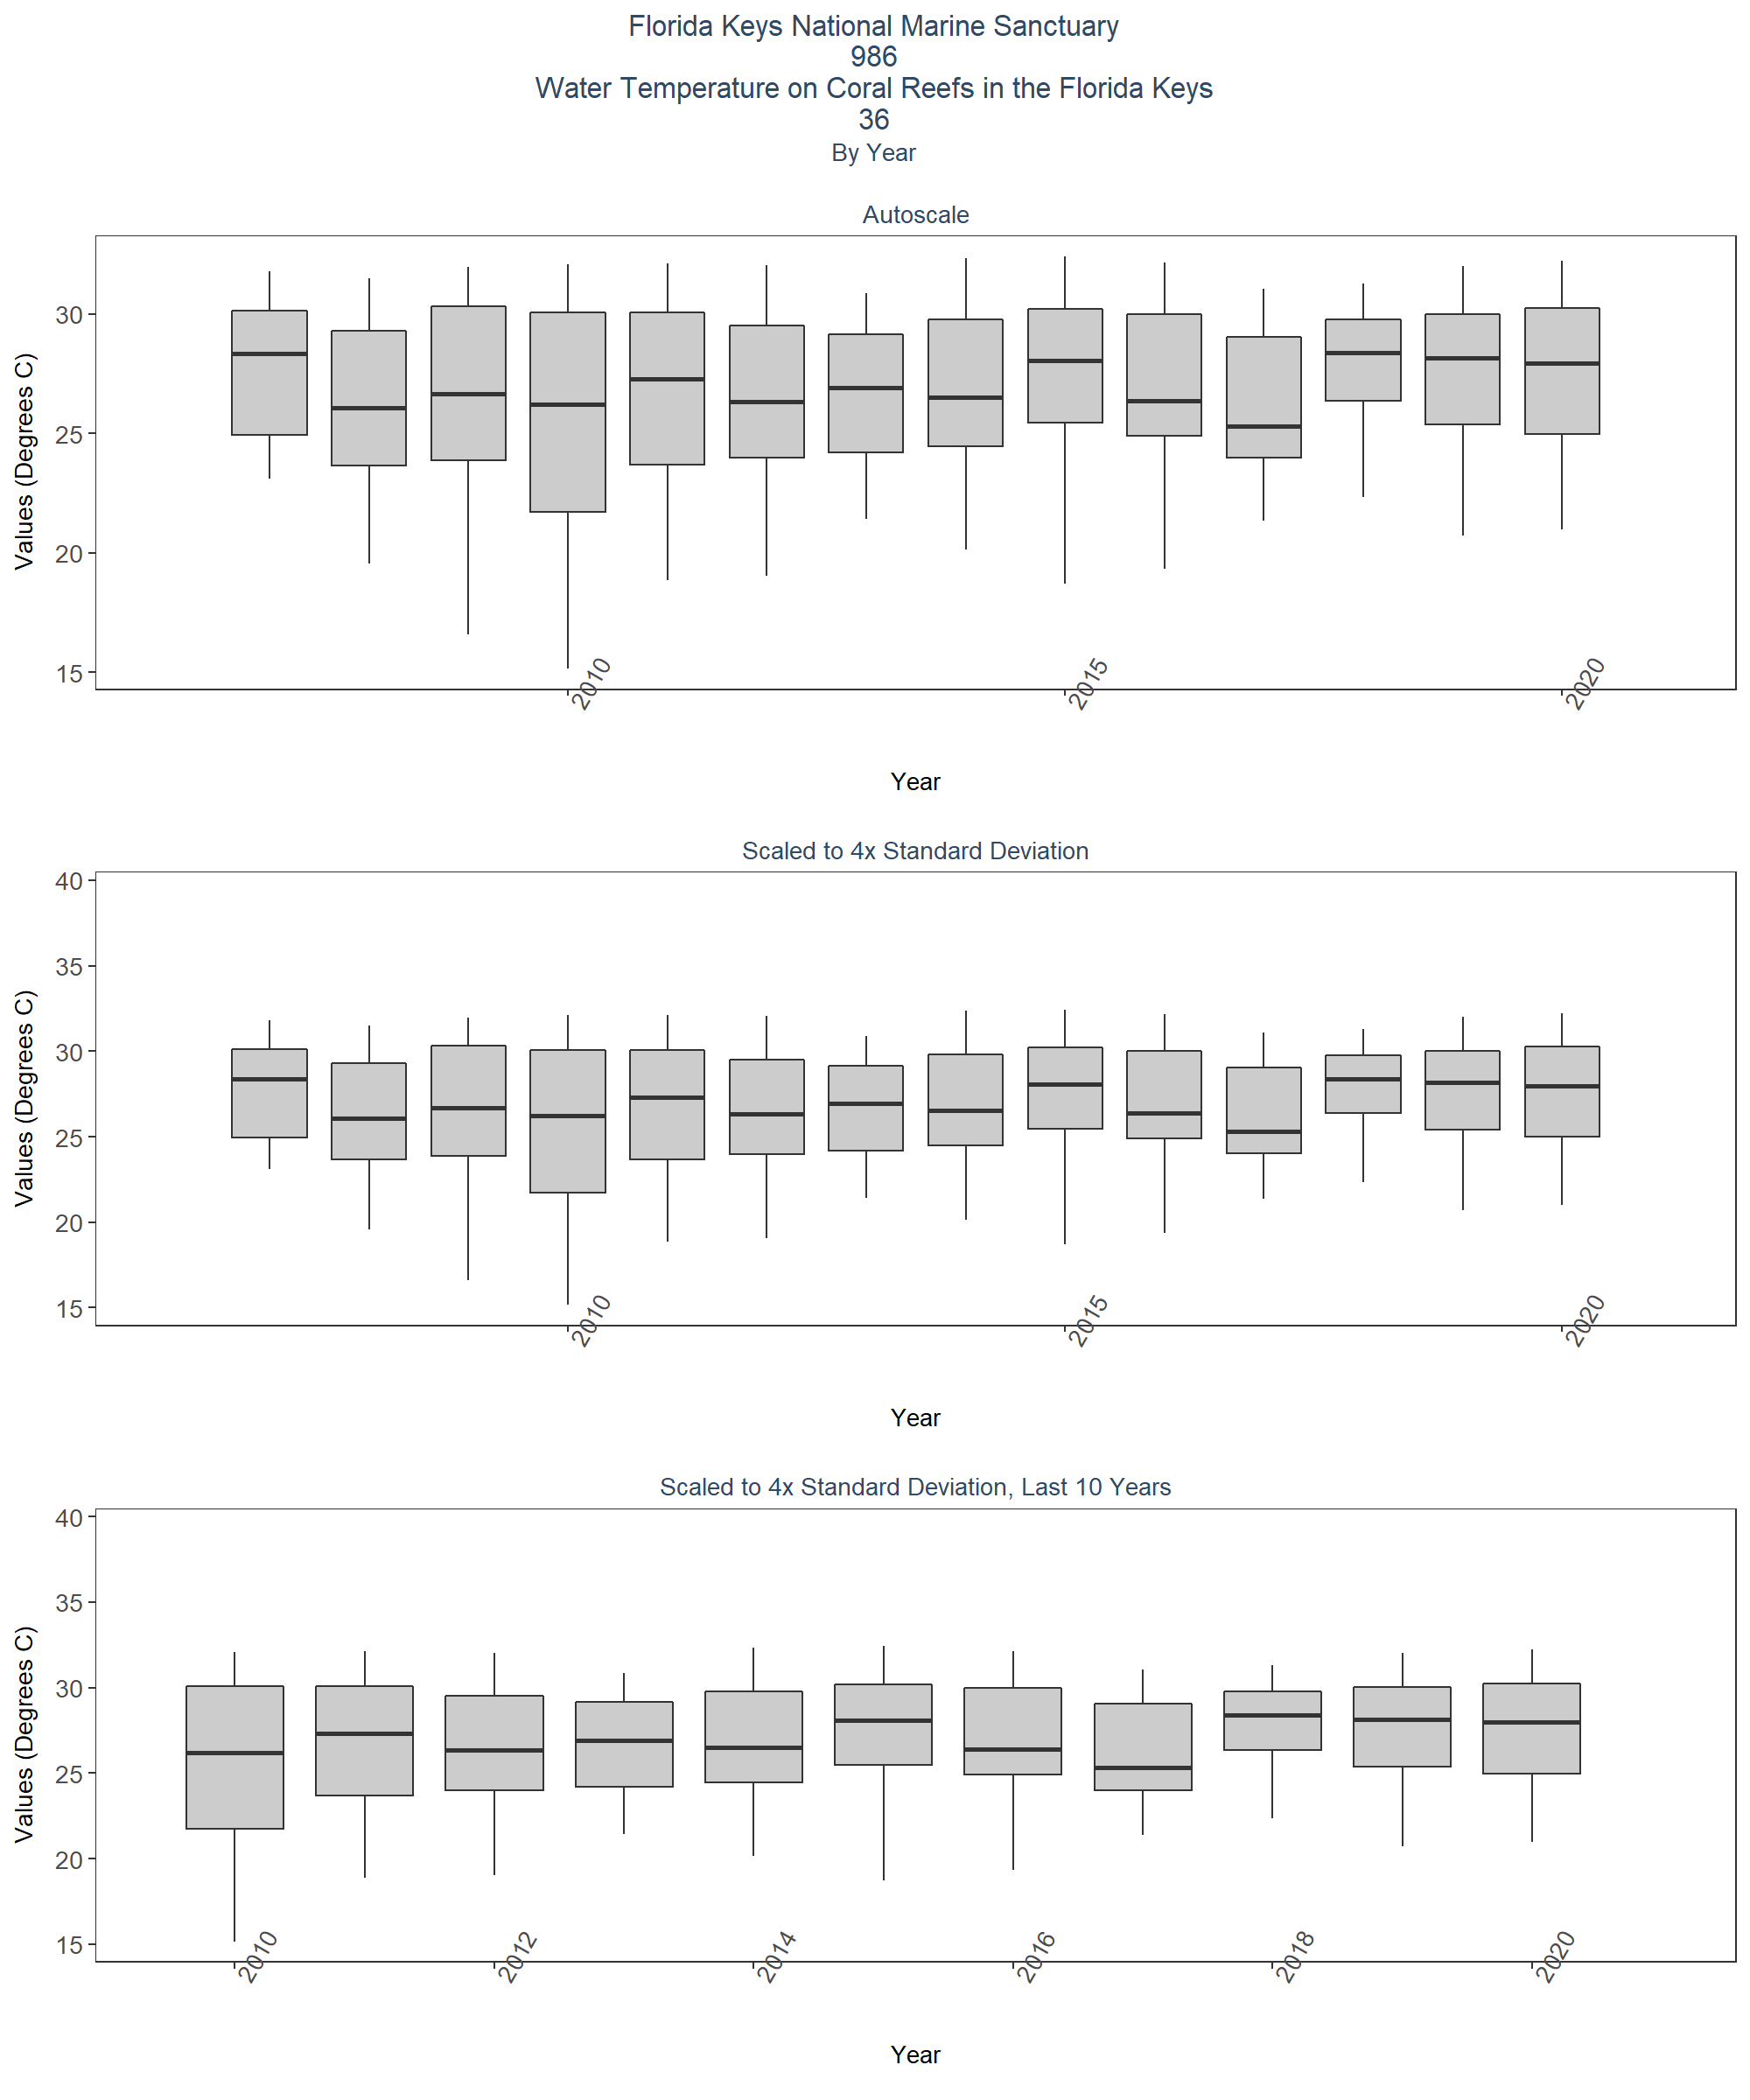 Florida Keys National Marine Sanctuary
986
Water Temperature on Coral Reefs in the Florida Keys
36
By Year
Autoscale
Values (Degrees C)
30
25
20
15
2010
2015
2020
Year
Scaled to 4x Standard Deviation
Values (Degrees C)
40
35
30
25
20
15
2010
2015
2020
Year
Scaled to 4x Standard Deviation, Last 10 Years
Values (Degrees C)
40
35
30
25
20
15
2010
2012
2014
2016
2018
2020
Year